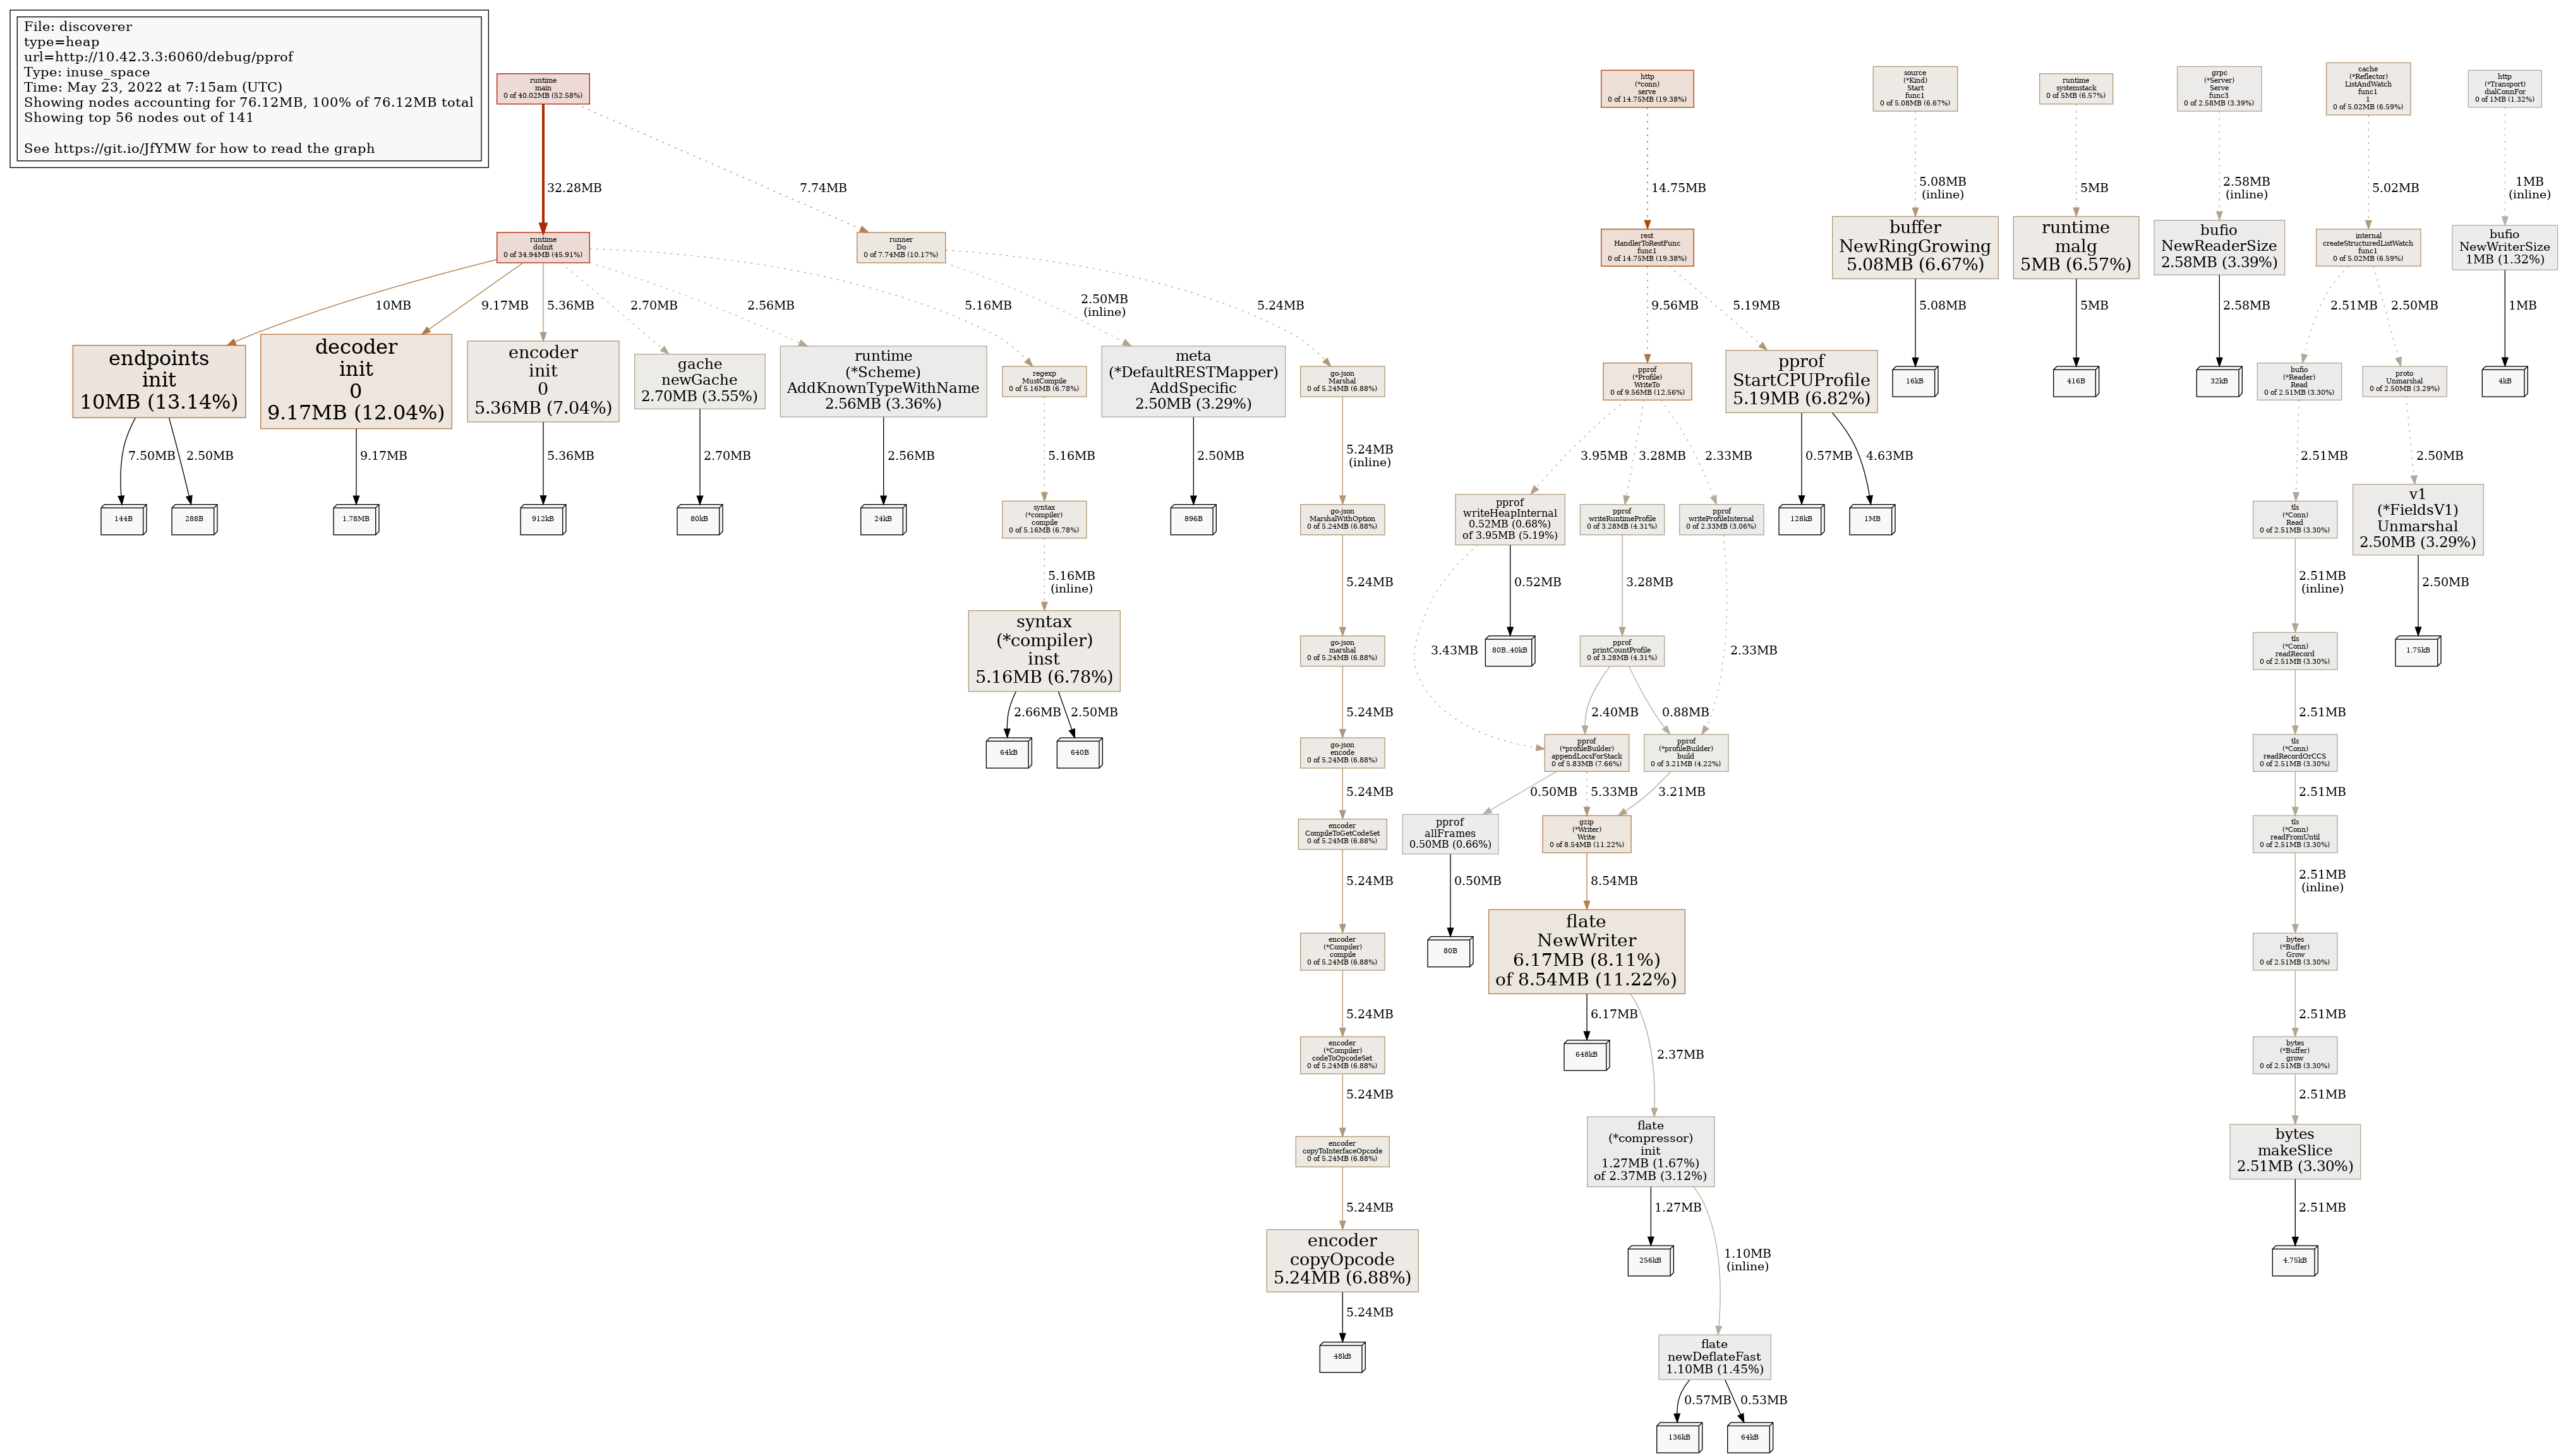 File: discoverer
type=heap
url=http://10.42.3.3:6060/debug/pprof
Type: inuse_space
Time: May 23, 2022 at 7:15am (UTC)
Showing nodes accounting for 76.12MB, 100% of 76.12MB total
Showing top 56 nodes out of 141
See https://git.io/JfYMW for how to read the graph
runtime
main
0 of 40.02MB (52.58%)
http
(*conn)
serve
0 of 14.75MB (19.38%)
source
(*Kind)
Start
func1
0 of 5.08MB (6.67%)
runtime
systemstack
0 of 5MB (6.57%)
grpc
(*Server)
Serve
func3
0 of 2.58MB (3.39%)
cache
(*Reflector)
ListAndWatch
func1
1
0 of 5.02MB (6.59%)
http
(*Transport)
dialConnFor
0 of 1MB (1.32%)
32.28MB
7.74MB
14.75MB
5.08MB
(inline)
5MB
2.58MB
(inline)
5.02MB
1MB
(inline)
runtime
doInit
0 of 34.94MB (45.91%)
runner
Do
0 of 7.74MB (10.17%)
rest
HandlerToRestFunc
func1
0 of 14.75MB (19.38%)
buffer
NewRingGrowing
5.08MB (6.67%)
runtime
malg
5MB (6.57%)
bufio
NewReaderSize
2.58MB (3.39%)
internal
createStructuredListWatch
func1
0 of 5.02MB (6.59%)
bufio
NewWriterSize
1MB (1.32%)
10MB
9.17MB
5.36MB
2.70MB
2.56MB
5.16MB
2.50MB
(inline)
5.24MB
9.56MB
5.19MB
5.08MB
5MB
2.58MB
2.51MB
2.50MB
1MB
endpoints
init
10MB (13.14%)
decoder
init
0
9.17MB (12.04%)
encoder
init
0
5.36MB (7.04%)
gache
newGache
2.70MB (3.55%)
runtime
(*Scheme)
AddKnownTypeWithName
2.56MB (3.36%)
regexp
MustCompile
0 of 5.16MB (6.78%)
meta
(*DefaultRESTMapper)
AddSpecific
2.50MB (3.29%)
go-json
Marshal
0 of 5.24MB (6.88%)
pprof
(*Profile)
WriteTo
0 of 9.56MB (12.56%)
pprof
StartCPUProfile
5.19MB (6.82%)
16kB
416B
32kB
bufio
(*Reader)
Read
0 of 2.51MB (3.30%)
proto
Unmarshal
0 of 2.50MB (3.29%)
4kB
7.50MB
2.50MB
9.17MB
5.36MB
2.70MB
2.56MB
5.16MB
2.50MB
5.24MB
(inline)
3.95MB
3.28MB
2.33MB
0.57MB
4.63MB
2.51MB
2.50MB
144B
288B
1.78MB
912kB
80kB
24kB
syntax
(*compiler)
compile
0 of 5.16MB (6.78%)
896B
go-json
MarshalWithOption
0 of 5.24MB (6.88%)
pprof
writeHeapInternal
0.52MB (0.68%)
of 3.95MB (5.19%)
pprof
writeRuntimeProfile
0 of 3.28MB (4.31%)
pprof
writeProfileInternal
0 of 2.33MB (3.06%)
128kB
1MB
tls
(*Conn)
Read
0 of 2.51MB (3.30%)
v1
(*FieldsV1)
Unmarshal
2.50MB (3.29%)
5.16MB
(inline)
5.24MB
0.52MB
3.28MB
2.51MB
(inline)
2.50MB
syntax
(*compiler)
inst
5.16MB (6.78%)
go-json
marshal
0 of 5.24MB (6.88%)
3.43MB
80B..40kB
pprof
printCountProfile
0 of 3.28MB (4.31%)
2.33MB
tls
(*Conn)
readRecord
0 of 2.51MB (3.30%)
1.75kB
2.66MB
2.50MB
5.24MB
2.40MB
0.88MB
2.51MB
64kB
640B
go-json
encode
0 of 5.24MB (6.88%)
pprof
(*profileBuilder)
appendLocsForStack
0 of 5.83MB (7.66%)
pprof
(*profileBuilder)
build
0 of 3.21MB (4.22%)
tls
(*Conn)
readRecordOrCCS
0 of 2.51MB (3.30%)
5.24MB
0.50MB
5.33MB
3.21MB
2.51MB
encoder
CompileToGetCodeSet
0 of 5.24MB (6.88%)
pprof
allFrames
0.50MB (0.66%)
gzip
(*Writer)
Write
0 of 8.54MB (11.22%)
tls
(*Conn)
readFromUntil
0 of 2.51MB (3.30%)
5.24MB
0.50MB
8.54MB
2.51MB
(inline)
encoder
(*Compiler)
compile
0 of 5.24MB (6.88%)
80B
flate
NewWriter
6.17MB (8.11%)
of 8.54MB (11.22%)
bytes
(*Buffer)
Grow
0 of 2.51MB (3.30%)
5.24MB
6.17MB
2.51MB
encoder
(*Compiler)
codeToOpcodeSet
0 of 5.24MB (6.88%)
648kB
2.37MB
bytes
(*Buffer)
grow
0 of 2.51MB (3.30%)
5.24MB
2.51MB
encoder
copyToInterfaceOpcode
0 of 5.24MB (6.88%)
flate
(*compressor)
init
1.27MB (1.67%)
of 2.37MB (3.12%)
bytes
makeSlice
2.51MB (3.30%)
5.24MB
1.27MB
2.51MB
encoder
copyOpcode
5.24MB (6.88%)
256kB
1.10MB
(inline)
4.75kB
5.24MB
48kB
flate
newDeflateFast
1.10MB (1.45%)
0.57MB
0.53MB
136kB
64kB